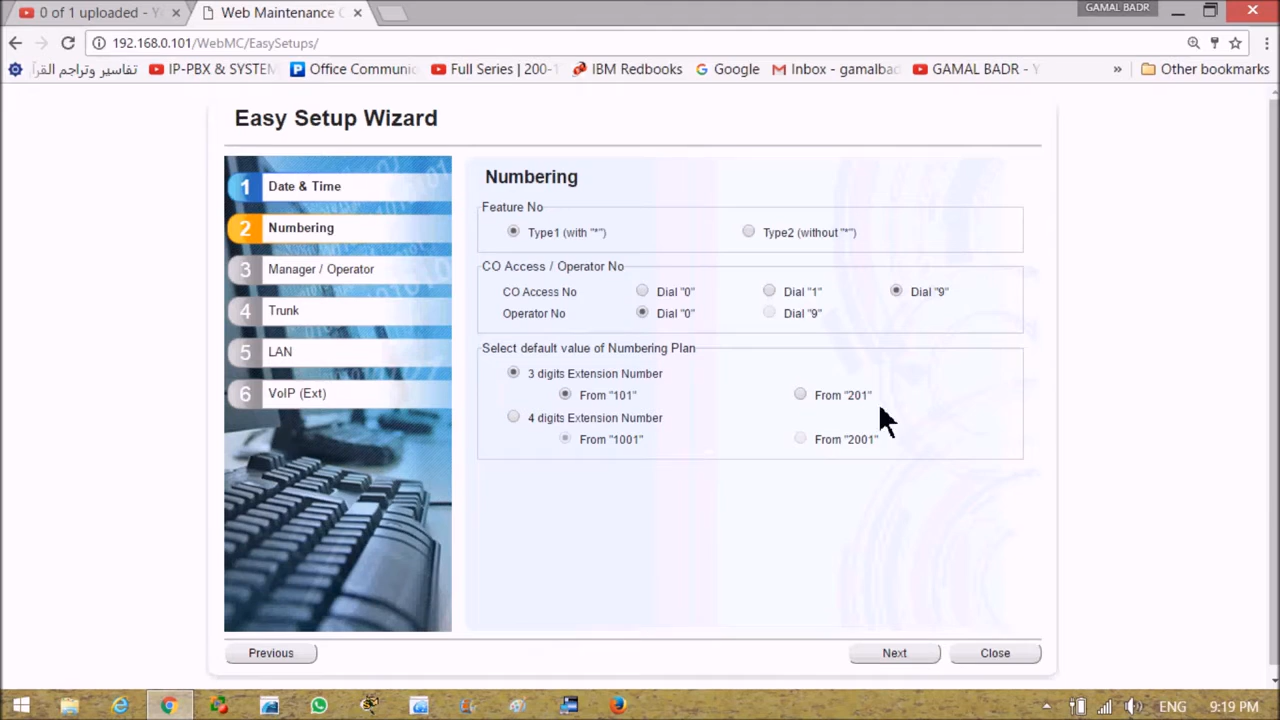 0 of 1 uploaded - Y
Web Maintenance C
GAMAL BADR
192.168.0.101/WebMC/EasySetups/
تفاسير وتراجم القرآ
IP-PBX & SYSTEM
Office Communic
Full Series | 200-1
IBM Redbooks
Google
Inbox - gamalbad
GAMAL BADR - Y
»
Other bookmarks
Easy Setup Wizard
1 Date & Time
2 Numbering
3 Manager / Operator
4 Trunk
5 LAN
6 VoIP (Ext)
Numbering
Feature No
Type1 (with "*") Type2 (without "*")
CO Access / Operator No
CO Access No Dial "0" Dial "1" Dial "9"
Operator No Dial "0" Dial "9"
Select default value of Numbering Plan
3 digits Extension Number
From "101" From "201"
4 digits Extension Number
From "1001" From "2001"
Previous Next Close
ENG 9:19 PM